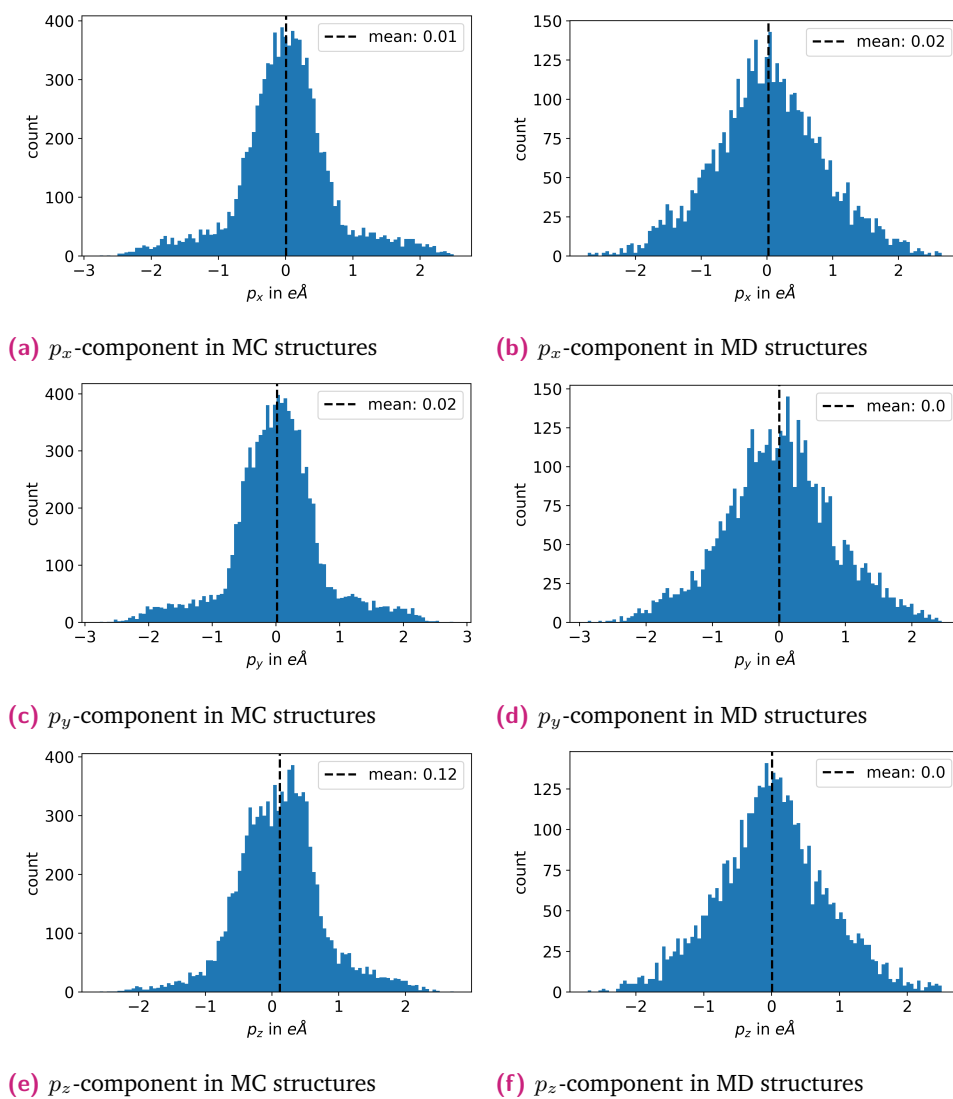 400
300
200
100
0
count
mean: 0.01
−3 −2 −1 0 1 2
p_x in eÅ
(a) p_x-component in MC structures
150
125
100
75
50
25
0
count
mean: 0.02
−2 −1 0 1 2
p_x in eÅ
(b) p_x-component in MD structures
400
300
200
100
0
count
mean: 0.02
−3 −2 −1 0 1 2 3
p_y in eÅ
(c) p_y-component in MC structures
150
125
100
75
50
25
0
count
mean: 0.0
−3 −2 −1 0 1 2
p_y in eÅ
(d) p_y-component in MD structures
400
300
200
100
0
count
mean: 0.12
−2 −1 0 1 2
p_z in eÅ
(e) p_z-component in MC structures
125
100
75
50
25
0
count
mean: 0.0
−2 −1 0 1 2
p_z in eÅ
(f) p_z-component in MD structures